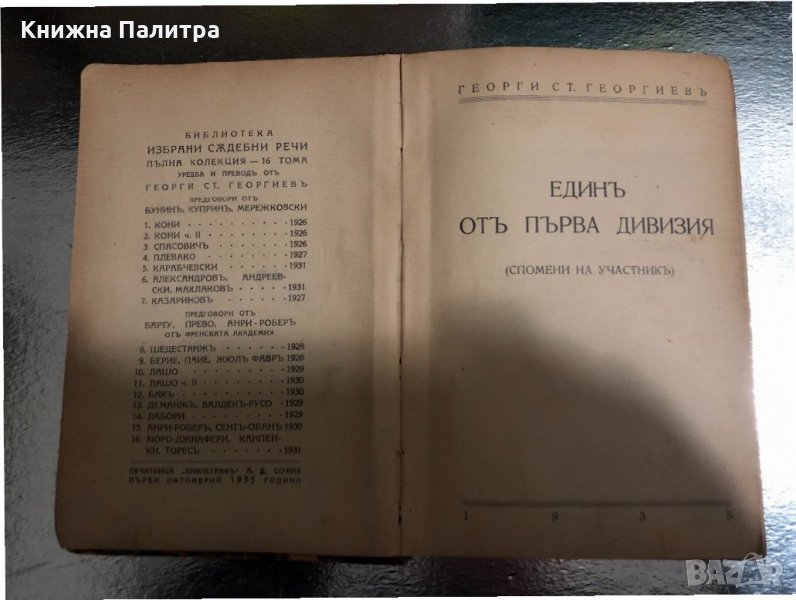 Книжна Палитра
БИБЛИОТЕКА
ИЗБРАНИ СѪДЕБНИ РЕЧИ
ПЪЛНА КОЛЕКЦИЯ — 16 ТОМА
УРЕДБА И ПРЕВОДЪ ОТЪ
ГЕОРГИ СТ. ГЕОРГИЕВЪ
ПРЕДГОВОРИ ОТЪ
БУНИНЪ, КУПРИНЪ, МЕРЕЖКОВСКИ
1. КОНИ · · · · · · · · 1926
2. КОНИ ч. II · · · · · · · 1926
3. СПАСОВИЧЪ · · · · · · 1926
4. ПЛЕВАКО · · · · · · · 1927
5. КАРАБЧЕВСКИ · · · · · 1931
6. АЛЕКСАНДРОВЪ, АНДРЕЕВ-
СКИ, МАКЛАКОВЪ · · · · 1931
7. КАЗАРИНОВЪ · · · · · 1927
ПРЕДГОВОРИ ОТЪ
БАРТУ, ПРЕВО, АНРИ-РОБЕРЪ
ОТЪ ФРЕНСКАТА АКАДЕМИЯ
8. ШЕДЕСТАНЖЪ · · · · · 1928
9. БЕРИЕ, ПАИЕ, ЖЮЛЪ ФАВРЪ 1928
10. ЛАШО · · · · · · · · 1929
11. ЛАШО ч. II · · · · · · 1930
12. БАКЪ · · · · · · · · 1930
13. ДЕМАНЖЪ, ВАЛДЕК-РУСО · 1929
14. ЛАБОРИ · · · · · · · 1929
15. АНРИ-РОБЕРЪ, СЕНТЪ-ОБАНЪ 1930
16. МОРО-ДЖИАФЕРИ, КАМПЕН-
КИ, ТОРЕСЪ · · · · · · 1931
ПЕЧАТНИЦА „КНИПЕГРАФЪ" А. Д. СОФИЯ
ПЪРВИ ОКТОМВРИЙ 1935 ГОДИНА
ГЕОРГИ СТ. ГЕОРГИЕВЪ
ЕДИНЪ
ОТЪ ПЪРВА ДИВИЗИЯ
(СПОМЕНИ НА УЧАСТНИКЪ)
1 9 3 5
BAZAR